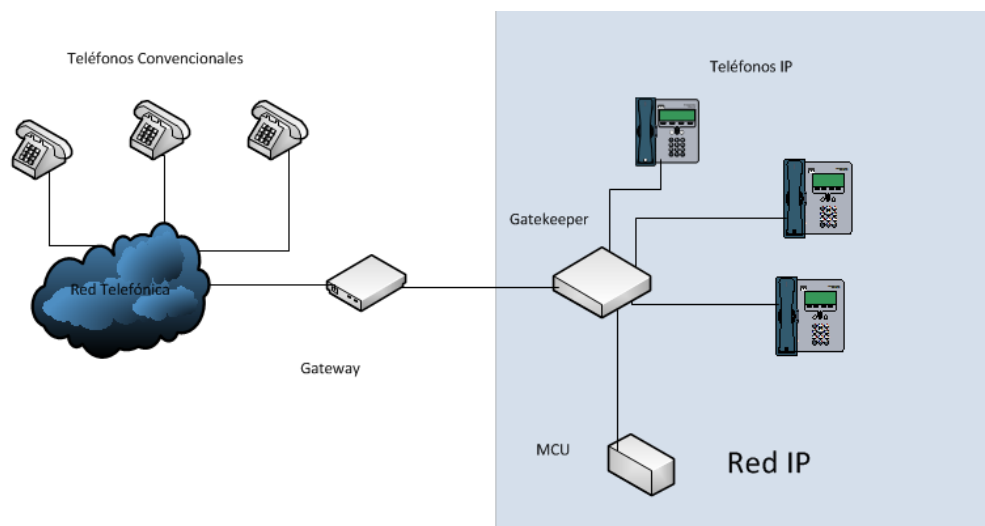 Teléfonos Convencionales
Teléfonos IP
Gatekeeper
Red Telefónica
Gateway
MCU
Red IP